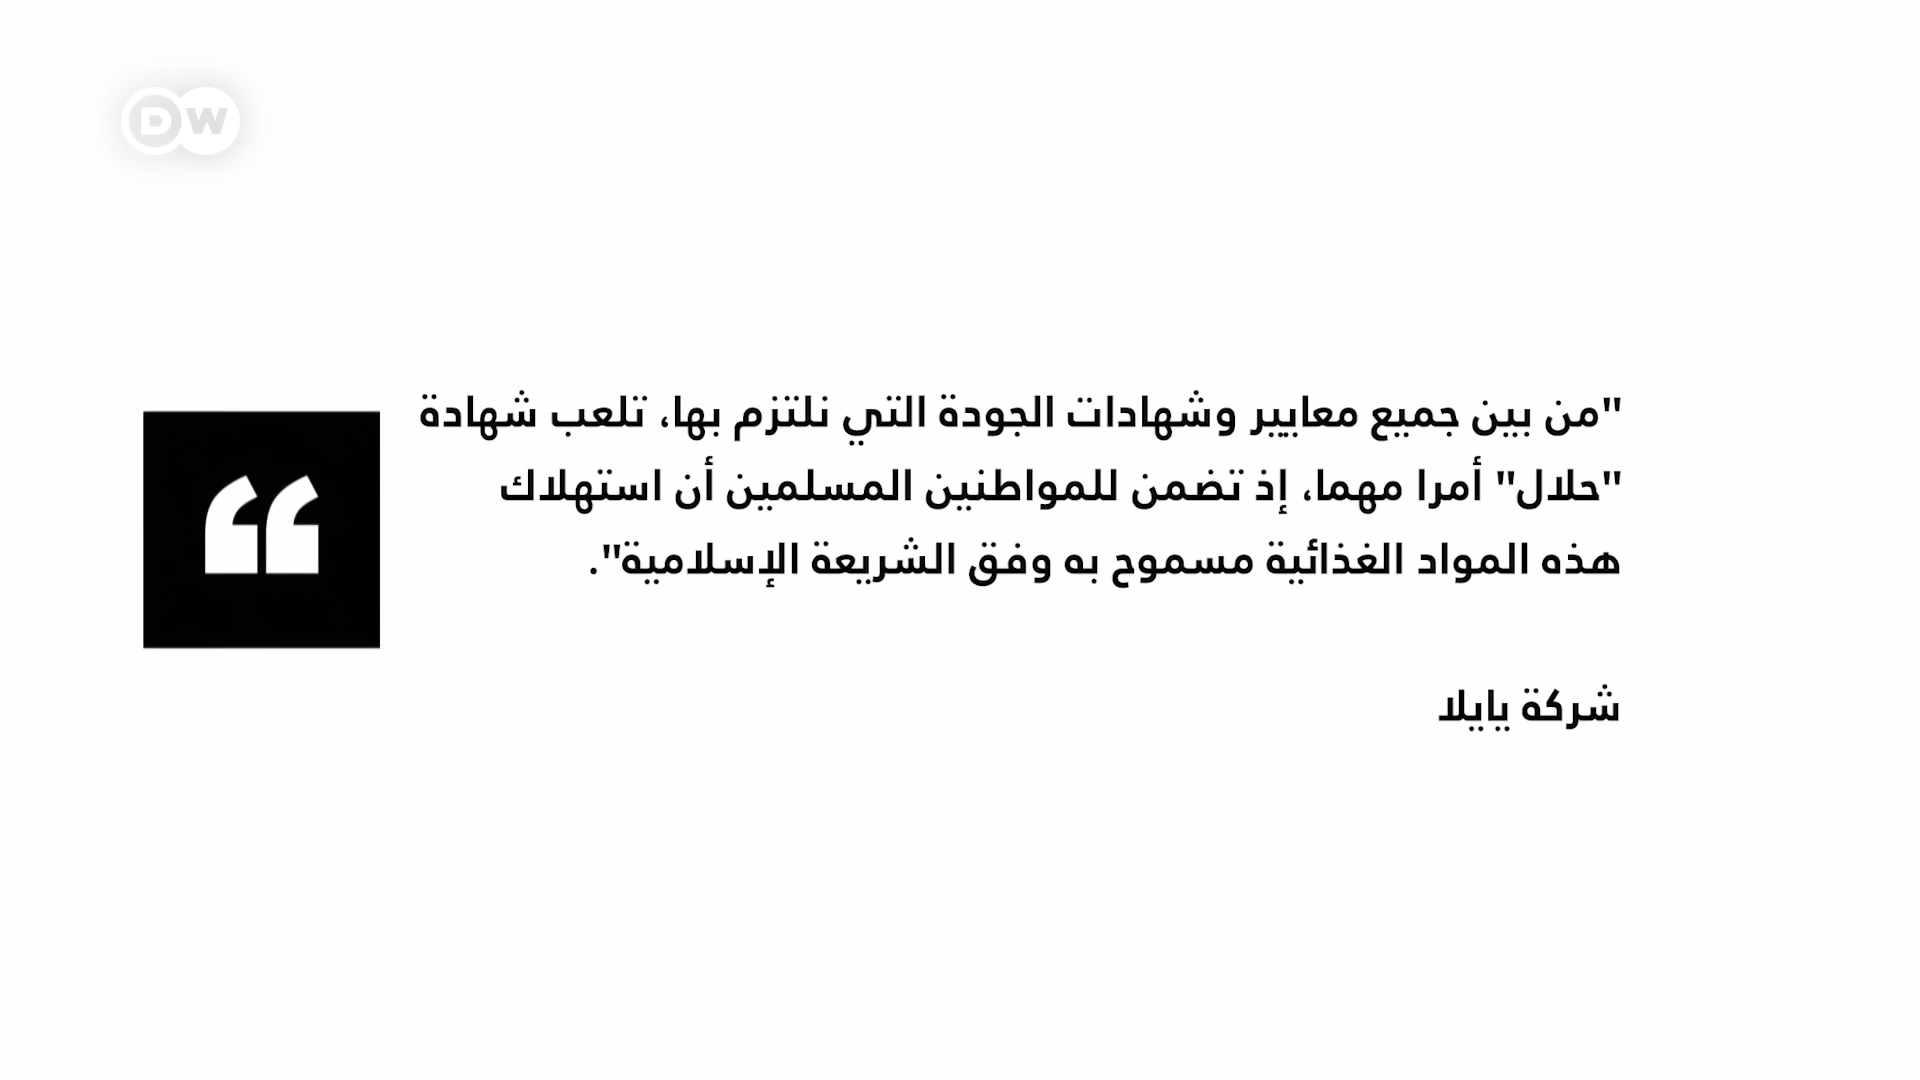 DW
"من بين جميع معايير وشهادات الجودة التي نلتزم بها، تلعب شهادة
"حلال" أمرا مهما، إذ تضمن للمواطنين المسلمين أن استهلاك
هذه المواد الغذائية مسموح به وفق الشريعة الإسلامية".
شركة يايلا